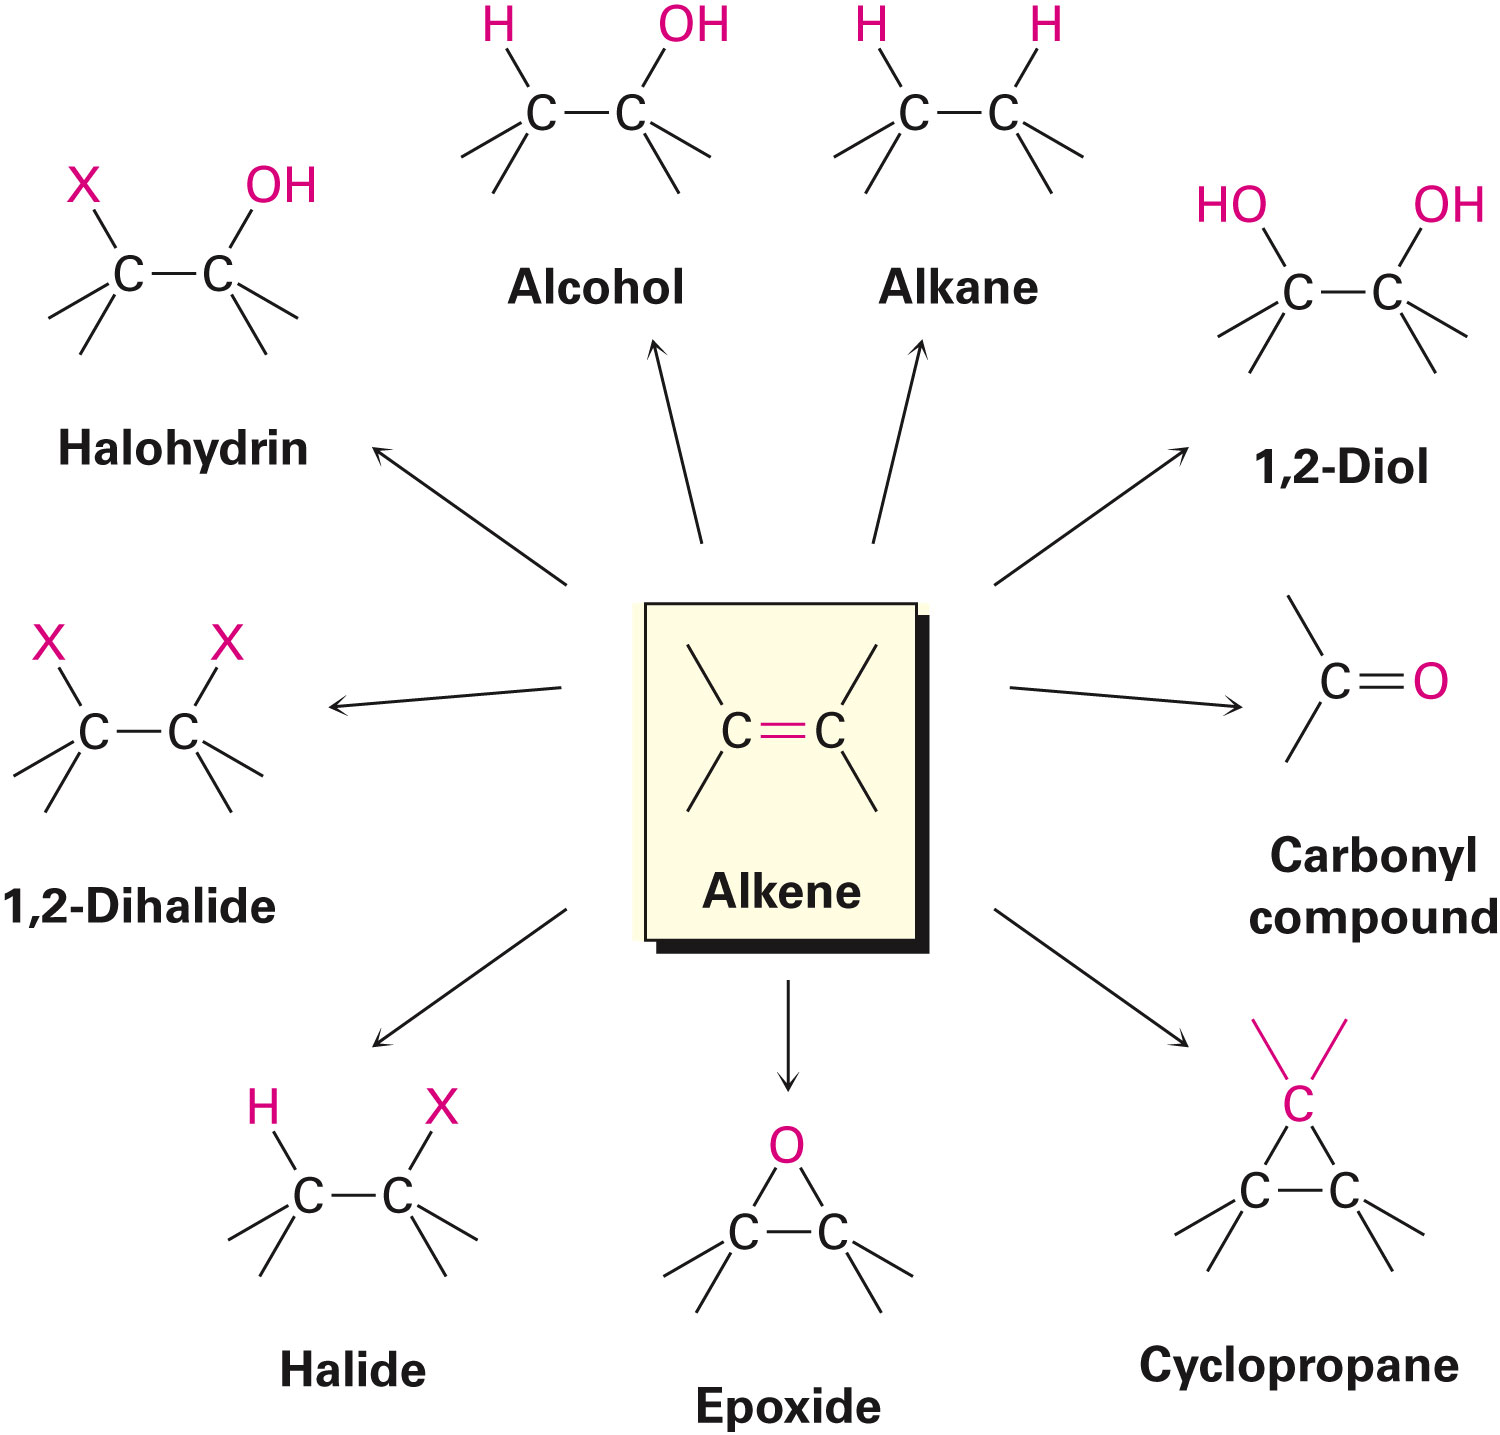 H OH
C C
Alcohol
H H
C C
Alkane
X OH
C C
Halohydrin
HO OH
C C
1,2-Diol
X X
C C
1,2-Dihalide
C C
Alkene
C O
Carbonyl
compound
H X
C C
Halide
O
C C
Epoxide
C
C C
Cyclopropane